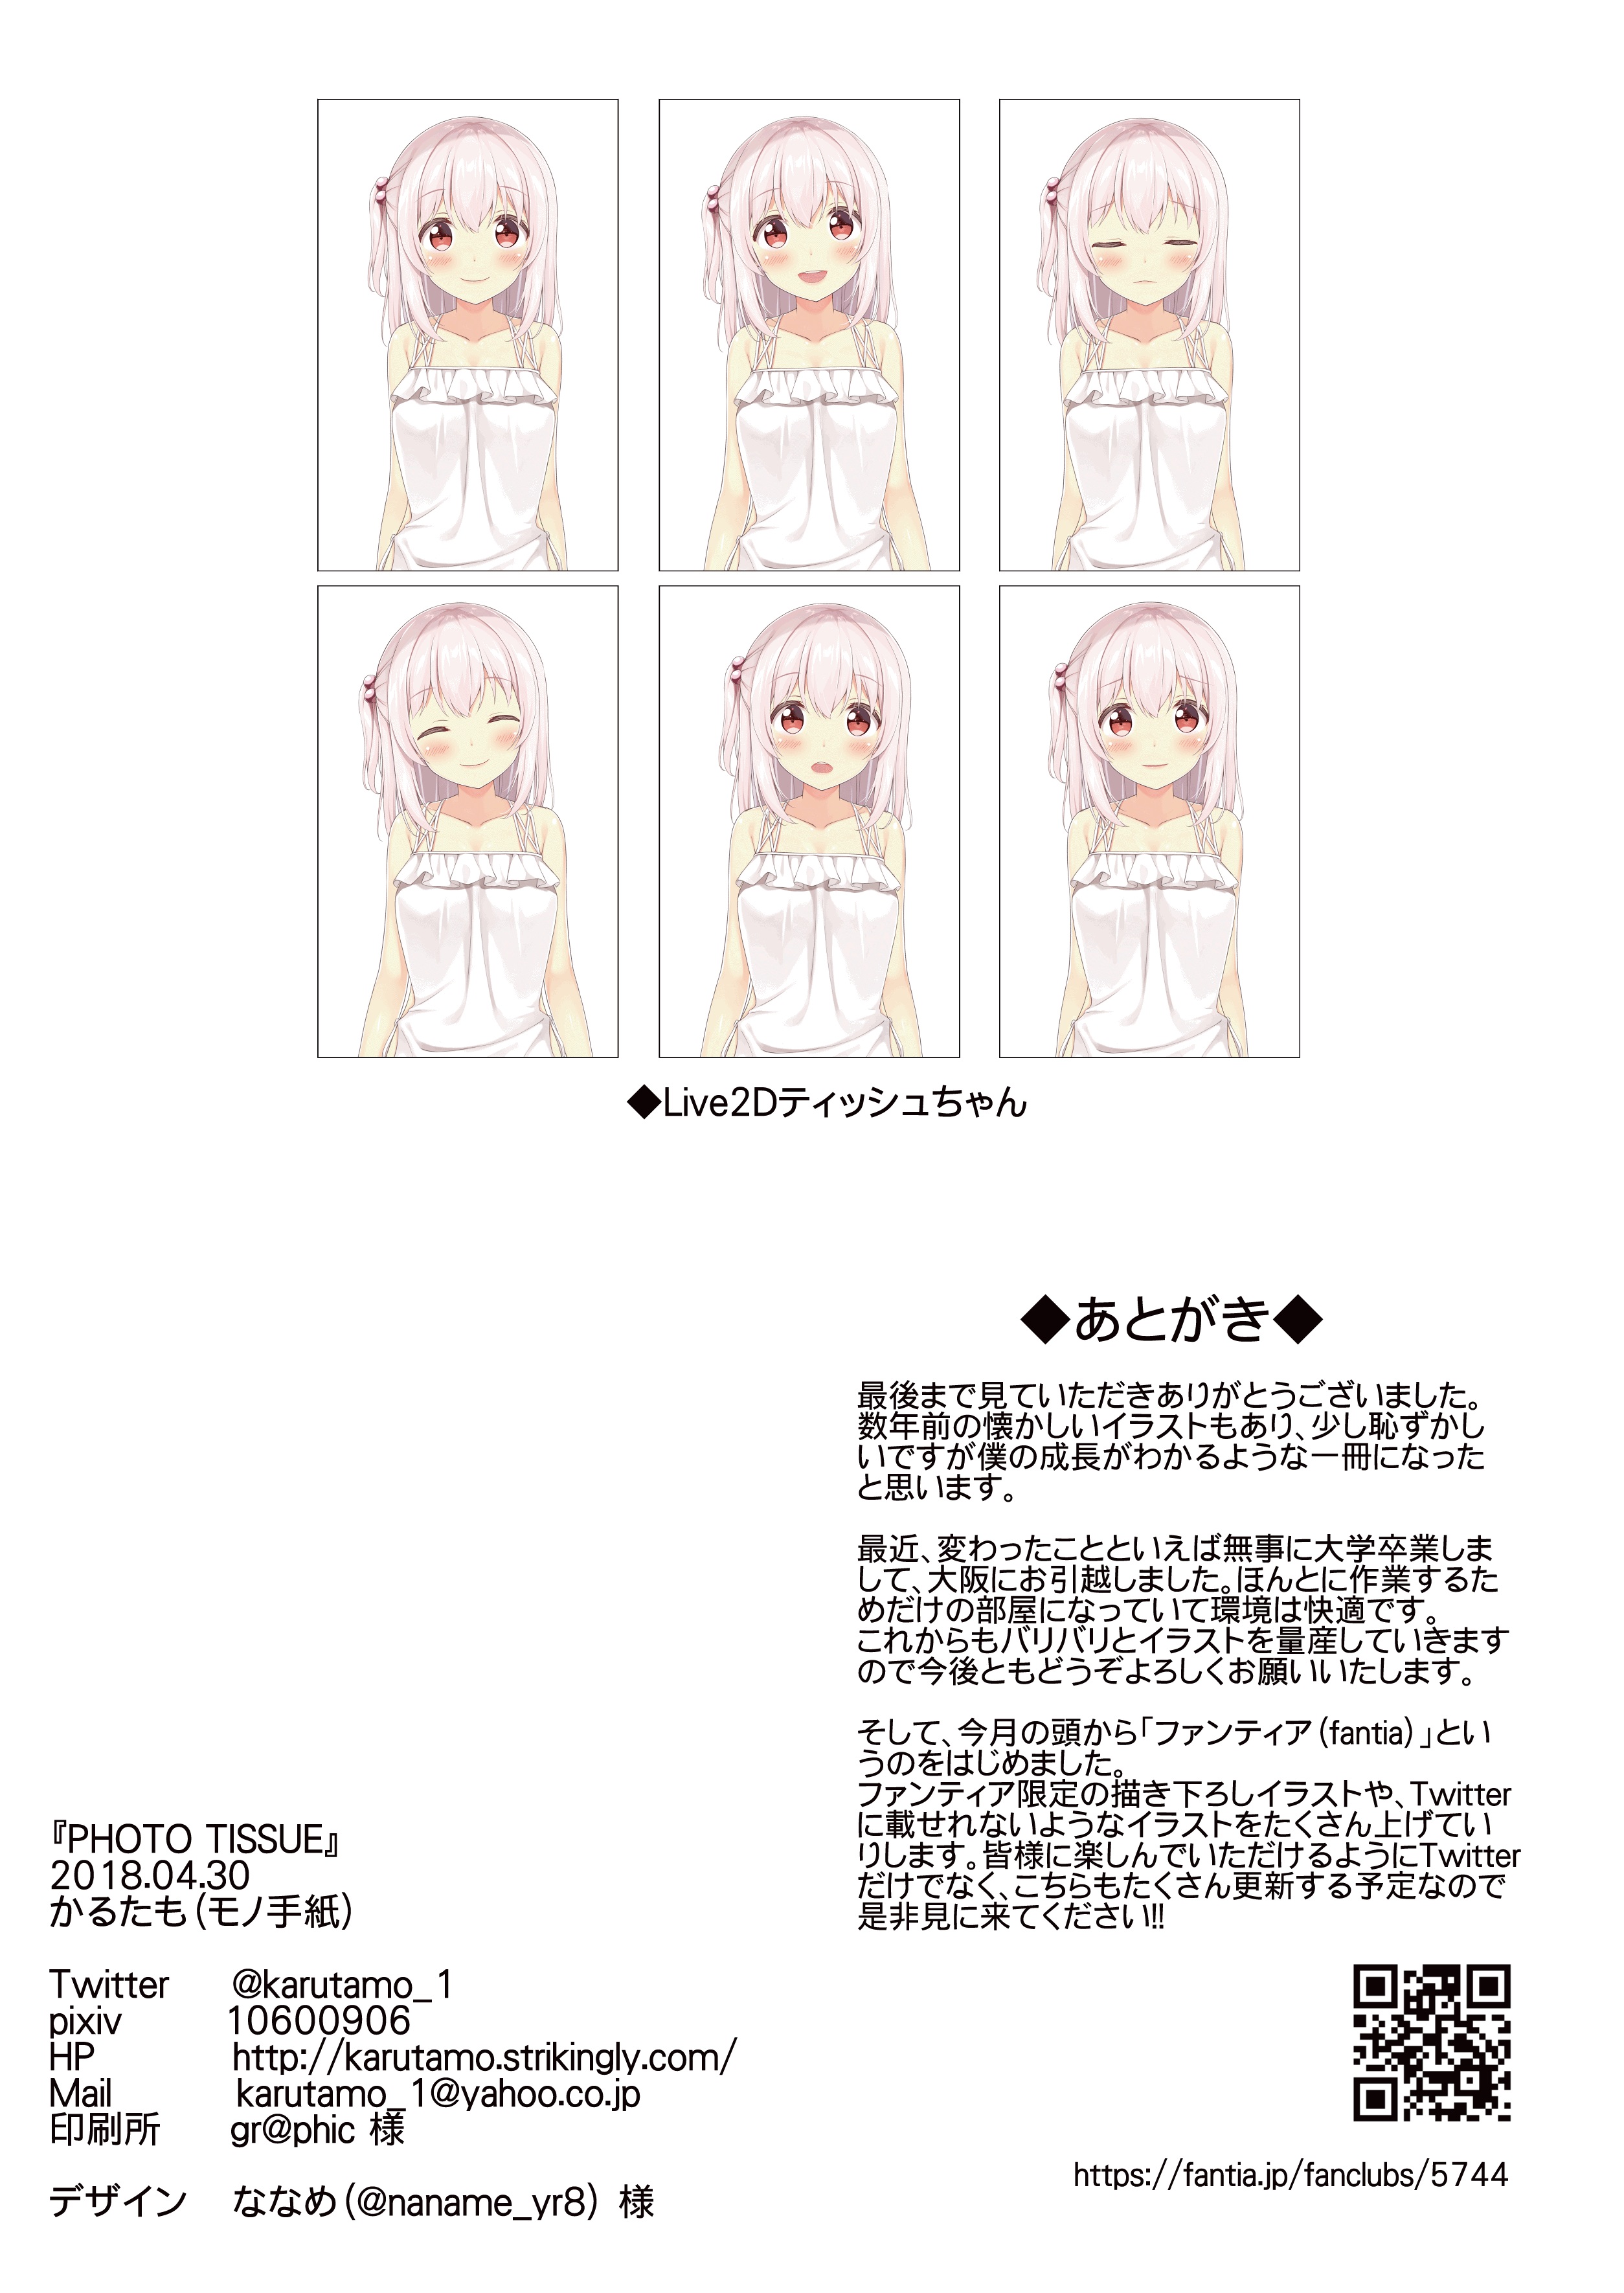 ◆Live2Dティッシュちゃん
◆あとがき◆
最後まで見ていただきありがとうございました。
数年前の懐かしいイラストもあり、少し恥ずかし
いですが僕の成長がわかるような一冊になった
と思います。
最近、変わったことといえば無事に大学卒業しま
して、大阪にお引越しました。ほんとに作業するた
めだけの部屋になっていて環境は快適です。
これからもバリバリとイラストを量産していきます
ので今後ともどうぞよろしくお願いいたします。
そして、今月の頭から「ファンティア(fantia)」とい
うのをはじめました。
ファンティア限定の描き下ろしイラストや、Twitter
に載せれないようなイラストをたくさん上げてい
りします。皆様に楽しんでいただけるようにTwitter
だけでなく、こちらもたくさん更新する予定なので
是非見に来てください!!
https://fantia.jp/fanclubs/5744
『PHOTO TISSUE』
2018.04.30
かるたも(モノ手紙)
Twitter @karutamo_1
pixiv 10600906
HP http://karutamo.strikingly.com/
Mail karutamo_1@yahoo.co.jp
印刷所 gr@phic 様
デザイン ななめ(@naname_yr8) 様